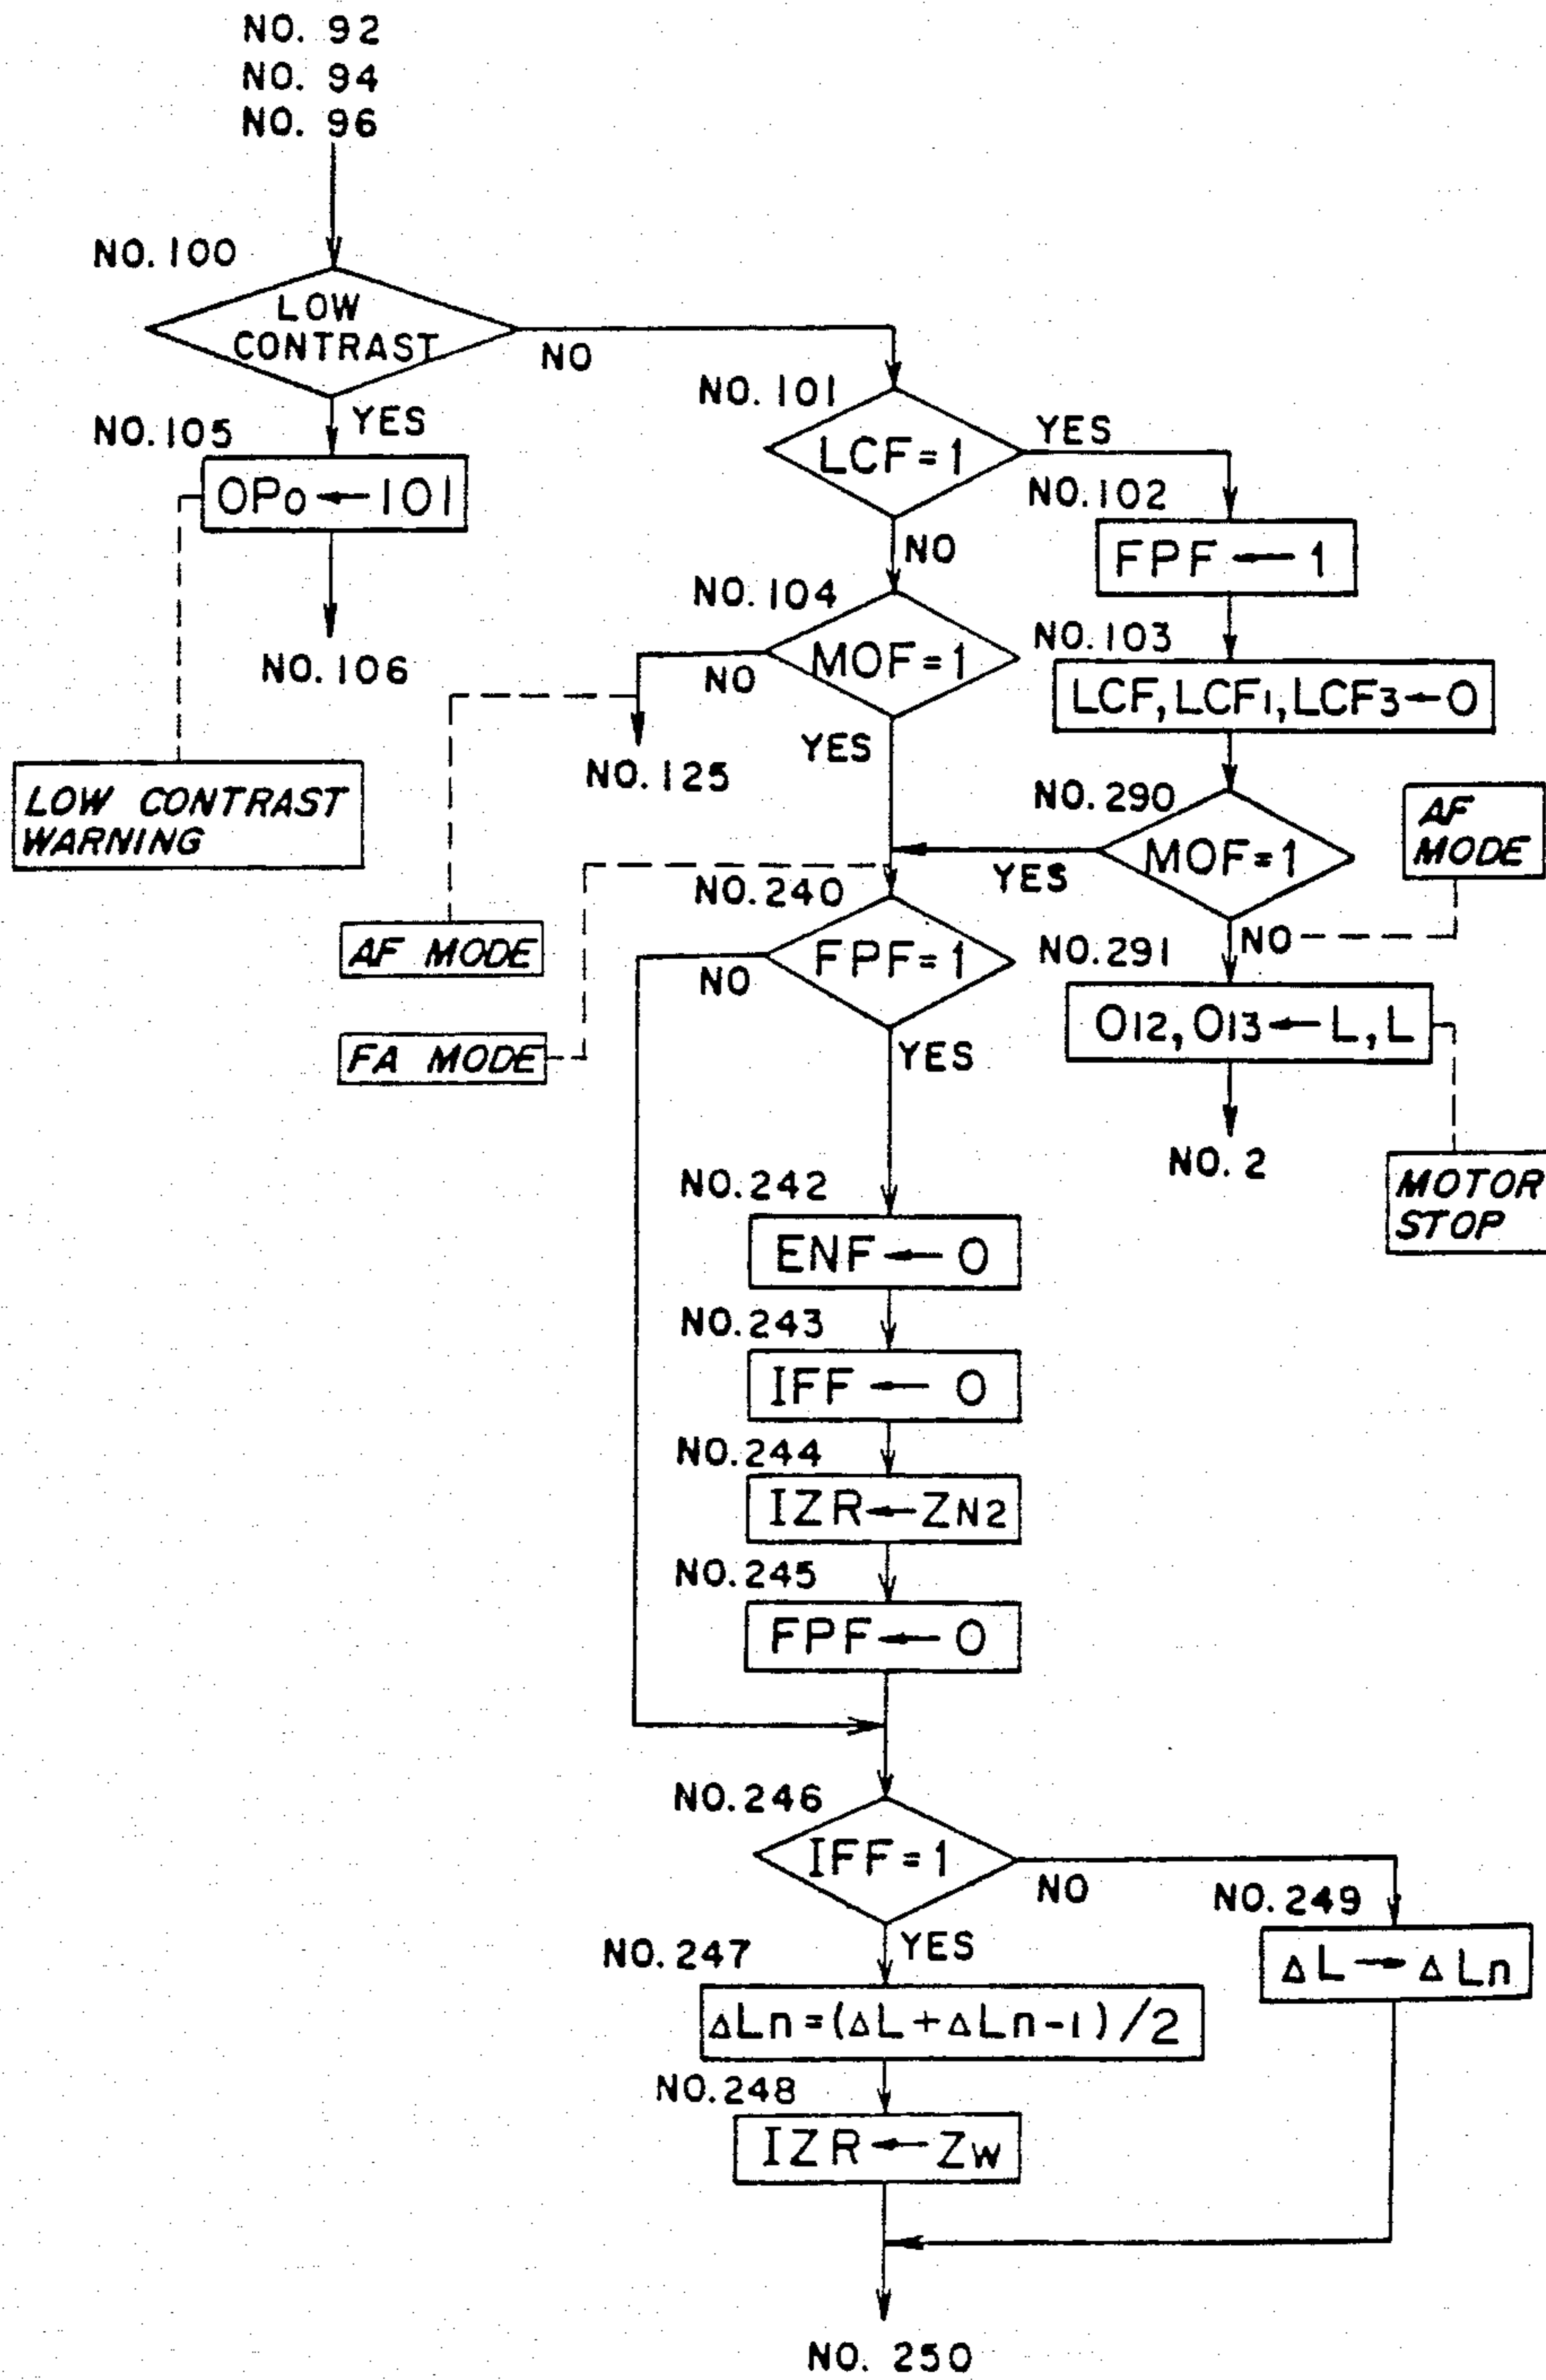 NO. 92
NO. 94
NO. 96
NO. 100
LOW
CONTRAST
NO
YES
NO. 105
OPo ← 101
NO. 106
LOW CONTRAST
WARNING
NO. 101
LCF=1
YES
NO
NO. 102
FPF ← 1
NO. 103
LCF, LCF1, LCF3 ← 0
NO. 104
MOF=1
NO
YES
NO. 125
AF MODE
NO. 290
MOF=1
YES
NO
AF
MODE
NO. 291
O12, O13 ← L, L
NO. 2
MOTOR
STOP
FA MODE
NO. 240
FPF=1
NO
YES
NO. 242
ENF ← 0
NO. 243
IFF ← 0
NO. 244
IZR ← ZN2
NO. 245
FPF ← 0
NO. 246
IFF=1
NO
YES
NO. 249
ΔL → ΔLn
NO. 247
ΔLn=(ΔL+ΔLn-1)/2
NO. 248
IZR ← Zw
NO. 250